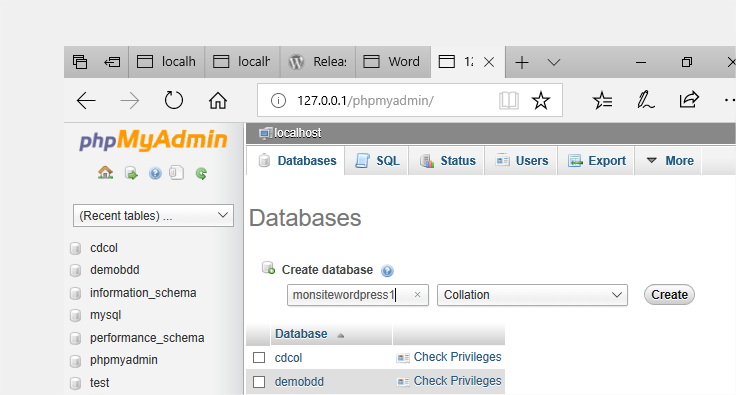 localh
localh
Releas
Word
12
127.0.0.1/phpmyadmin/
phpMyAdmin
(Recent tables) ...
cdcol
demobdd
information_schema
mysql
performance_schema
phpmyadmin
test
localhost
Databases
SQL
Status
Users
Export
More
Databases
Create database
monsitewordpress1
Collation
Create
Database
cdcol
Check Privileges
demobdd
Check Privileges